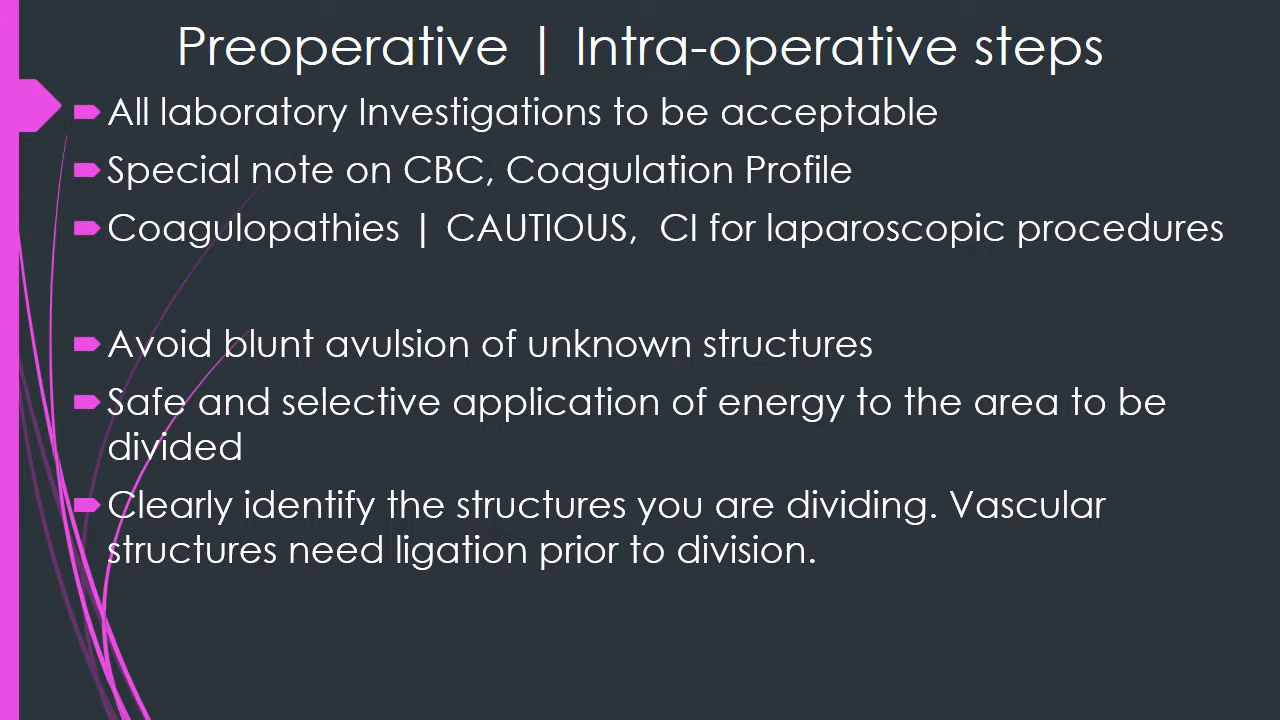 Preoperative | Intra-operative steps
All laboratory Investigations to be acceptable
Special note on CBC, Coagulation Profile
Coagulopathies | CAUTIOUS,  CI for laparoscopic procedures
Avoid blunt avulsion of unknown structures
Safe and selective application of energy to the area to be
divided
Clearly identify the structures you are dividing. Vascular
structures need ligation prior to division.